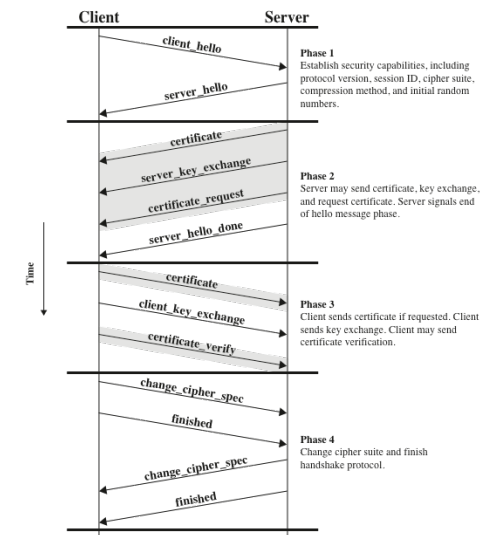 Client Server
client_hello
Phase 1
Establish security capabilities, including
protocol version, session ID, cipher suite,
compression method, and initial random
numbers.
server_hello
certificate
server_key_exchange
Phase 2
Server may send certificate, key exchange,
and request certificate. Server signals end
of hello message phase.
certificate_request
server_hello_done
Time
certificate
client_key_exchange
Phase 3
Client sends certificate if requested. Client
sends key exchange. Client may send
certificate verification.
certificate_verify
change_cipher_spec
finished
Phase 4
Change cipher suite and finish
handshake protocol.
change_cipher_spec
finished